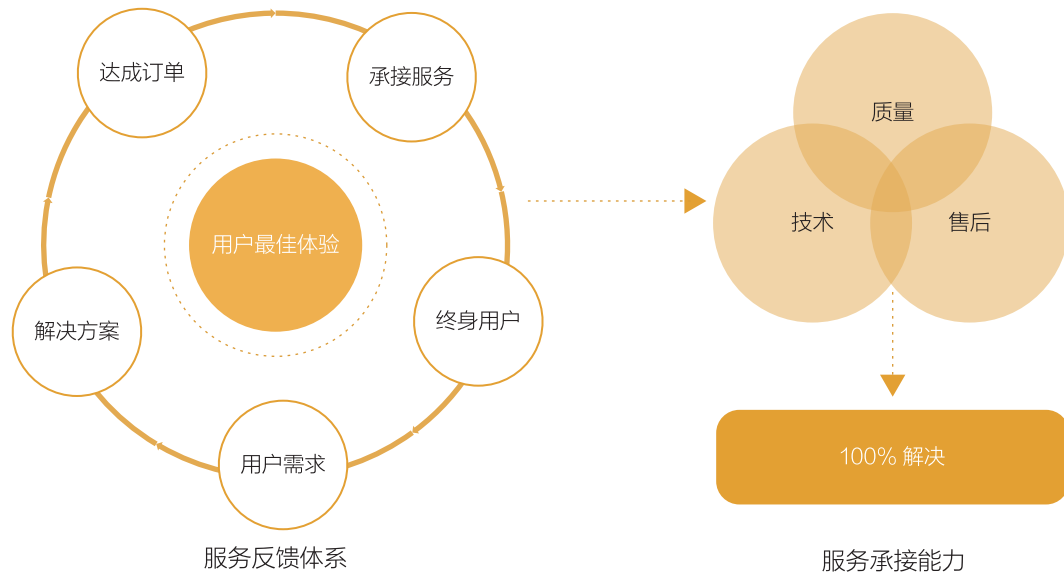 达成订单
承接服务
用户最佳体验
解决方案
终身用户
用户需求
服务反馈体系
质量
技术
售后
100% 解决
服务承接能力